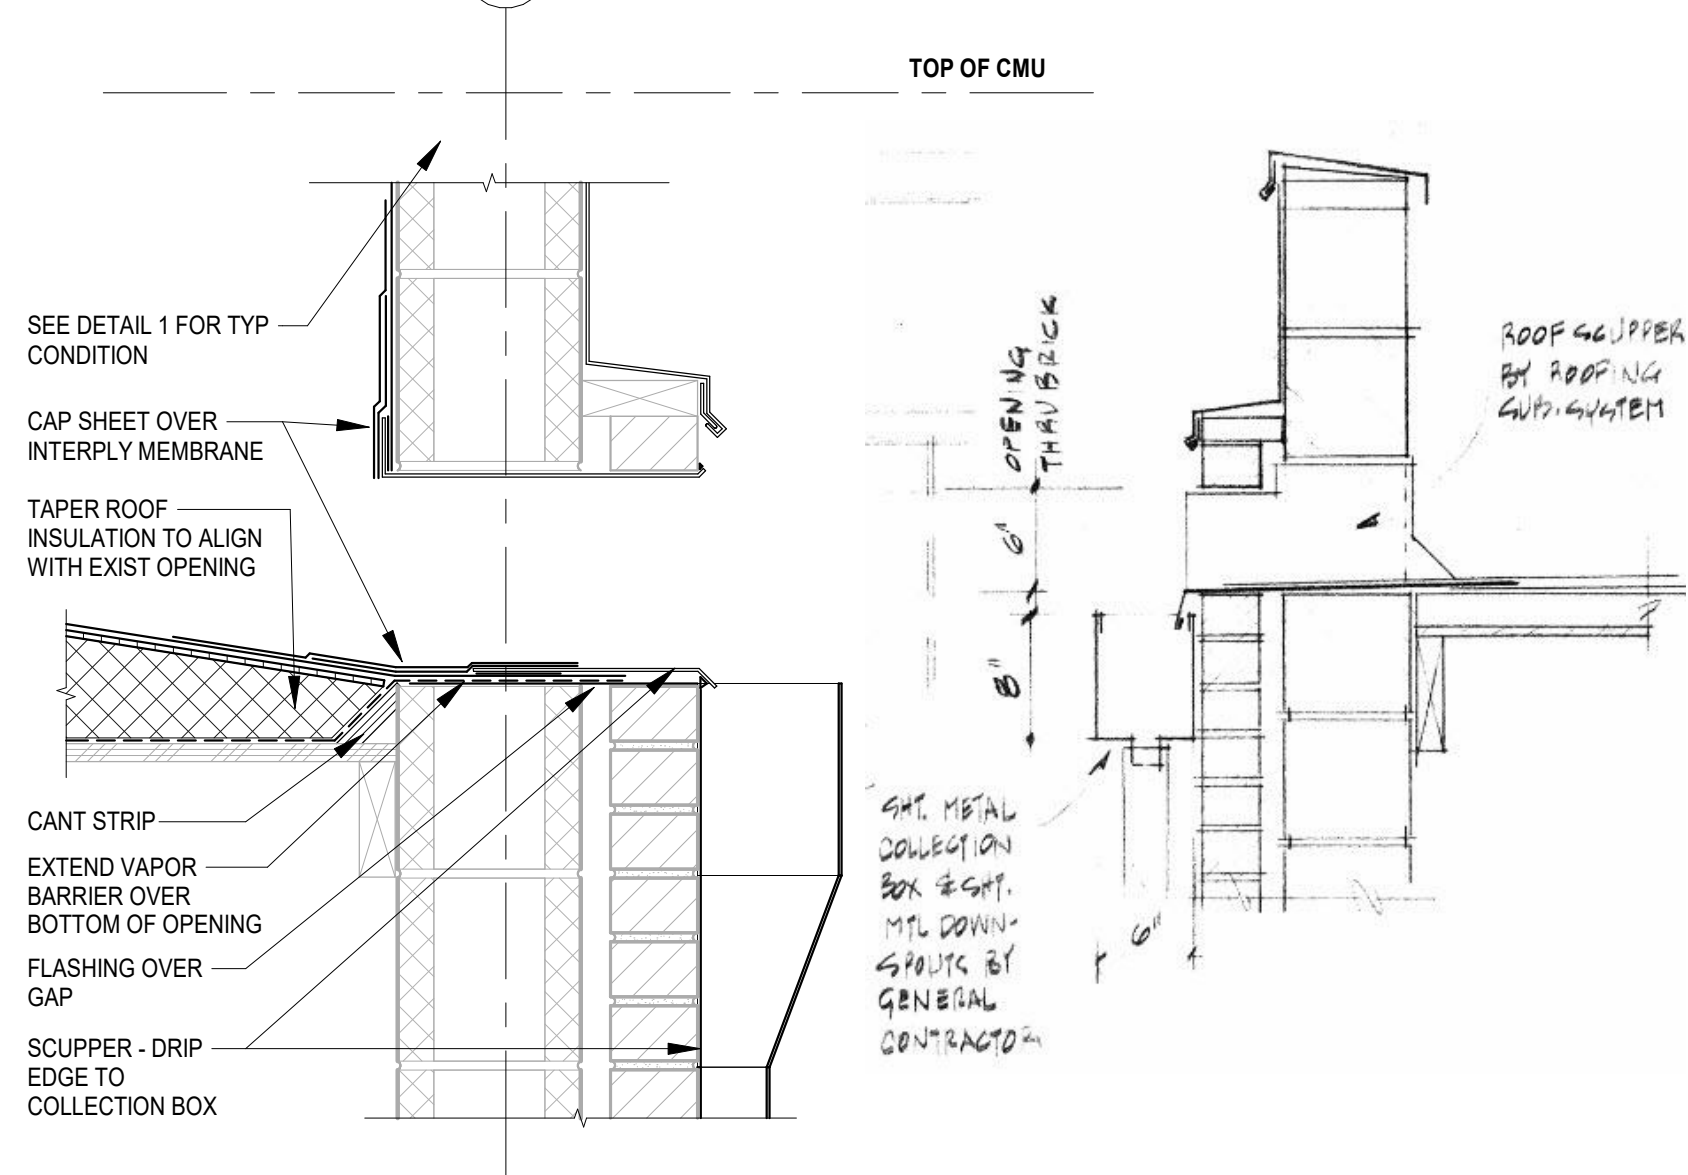 TOP OF CMU
SEE DETAIL 1 FOR TYP
CONDITION
CAP SHEET OVER
INTERPLY MEMBRANE
TAPER ROOF
INSULATION TO ALIGN
WITH EXIST OPENING
CANT STRIP
EXTEND VAPOR
BARRIER OVER
BOTTOM OF OPENING
FLASHING OVER
GAP
SCUPPER - DRIP
EDGE TO
COLLECTION BOX
OPENING
THRU BRICK
6"
8"
ROOF SCUPPER
BY ROOFING
SUB. SYSTEM
SHT. METAL
COLLECTION
BOX & SHT.
MTL DOWN-
SPOUTS BY
GENERAL
CONTRACTOR
6"